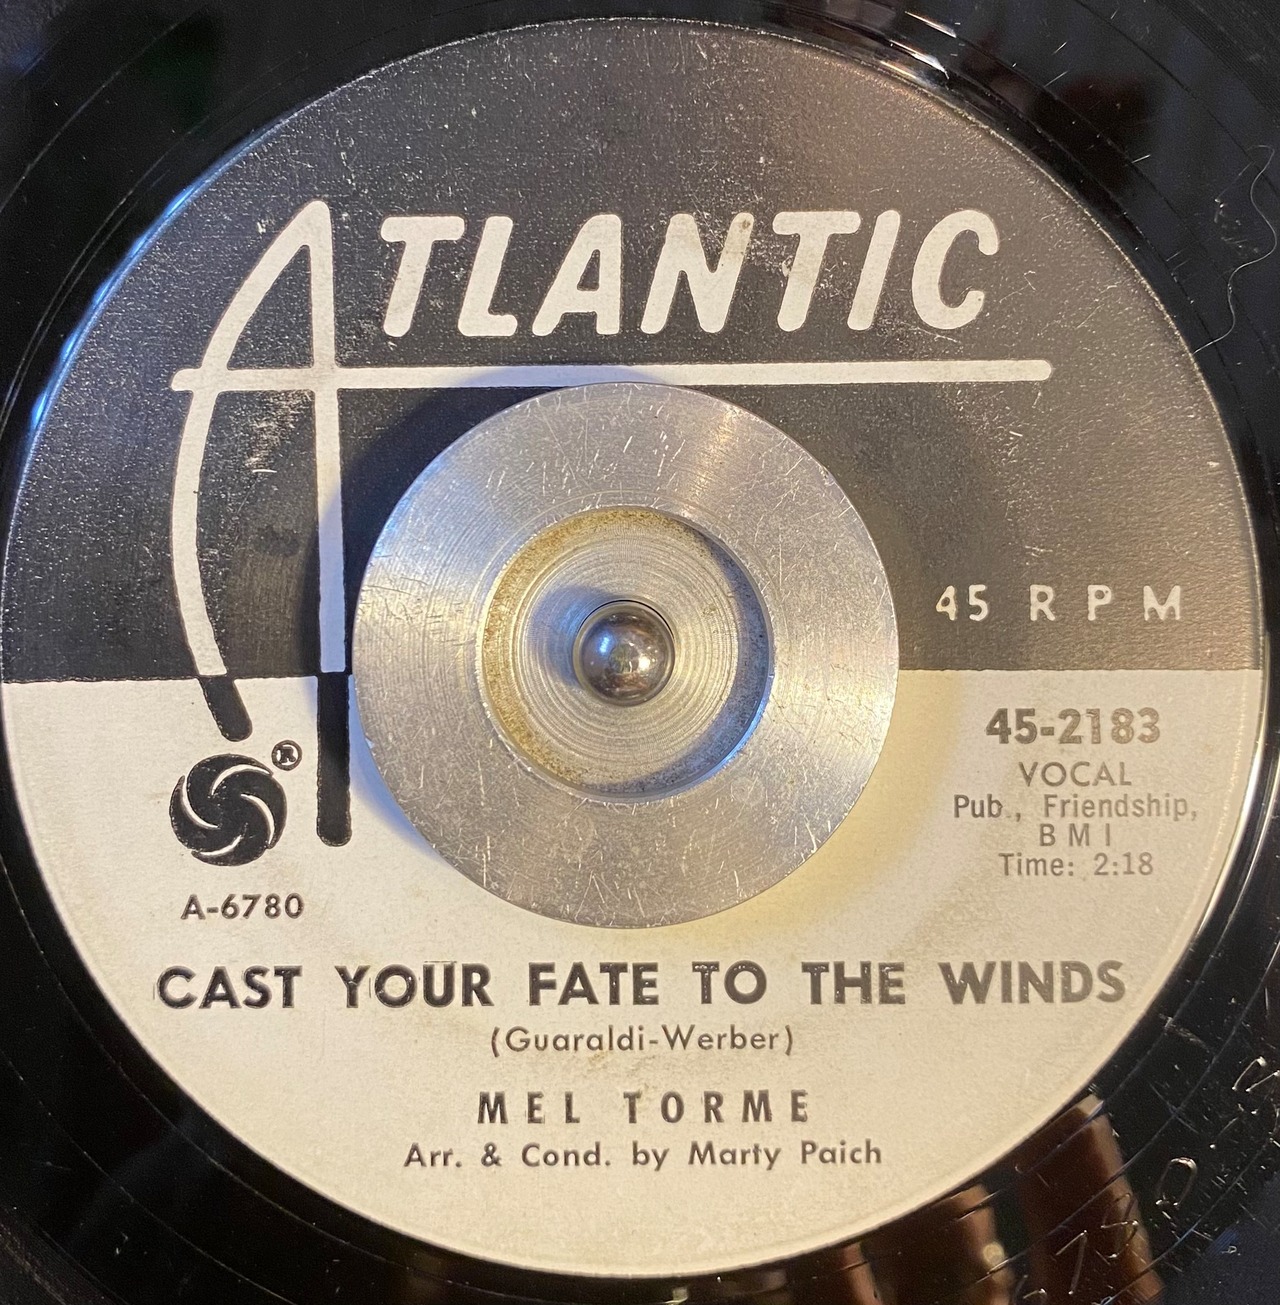 ATLANTIC
45 RPM
45-2183
VOCAL
Pub., Friendship,
BMI
Time: 2:18
®
A-6780
CAST YOUR FATE TO THE WINDS
(Guaraldi-Werber)
MEL TORME
Arr. & Cond. by Marty Paich